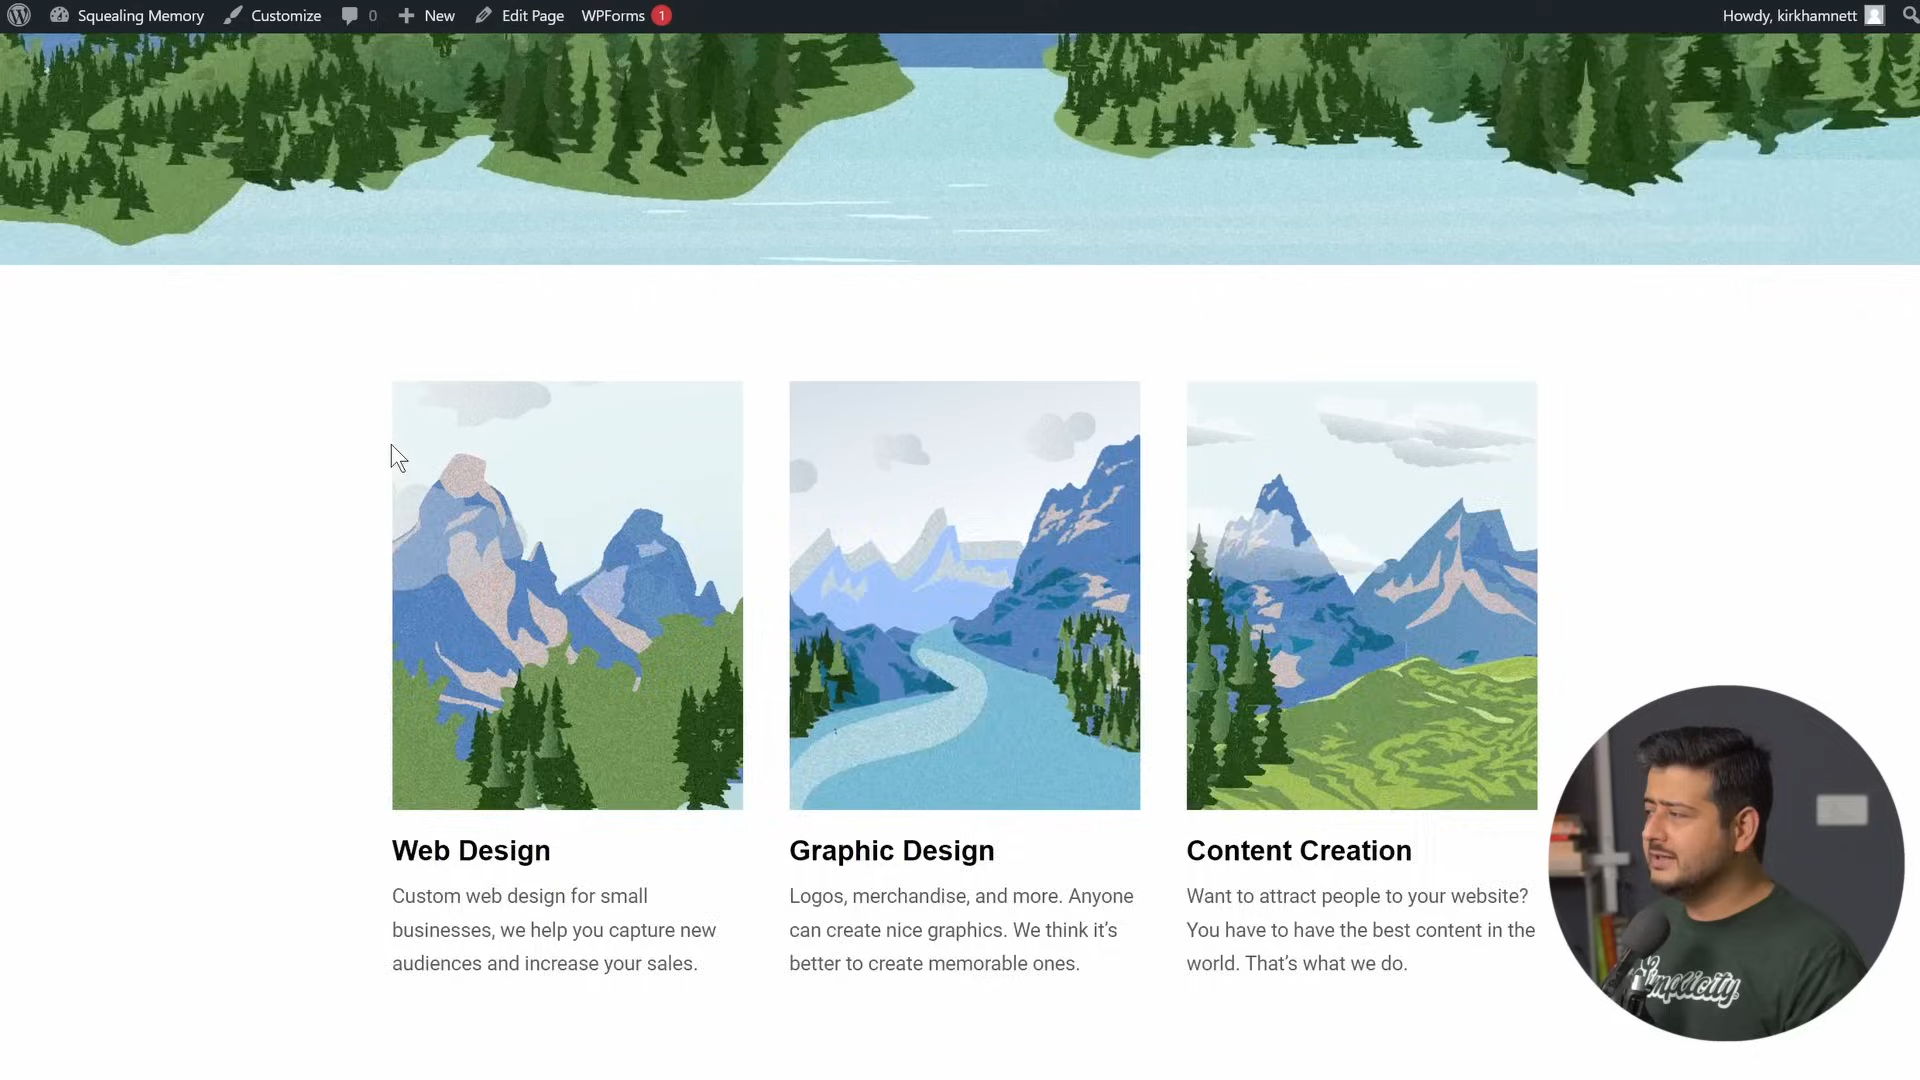 Squealing Memory Customize 0 New Edit Page WPForms 1 Howdy, kirkhamnett
Web Design
Custom web design for small
businesses, we help you capture new
audiences and increase your sales.
Graphic Design
Logos, merchandise, and more. Anyone
can create nice graphics. We think it’s
better to create memorable ones.
Content Creation
Want to attract people to your website?
You have to have the best content in the
world. That’s what we do.
Simplicity